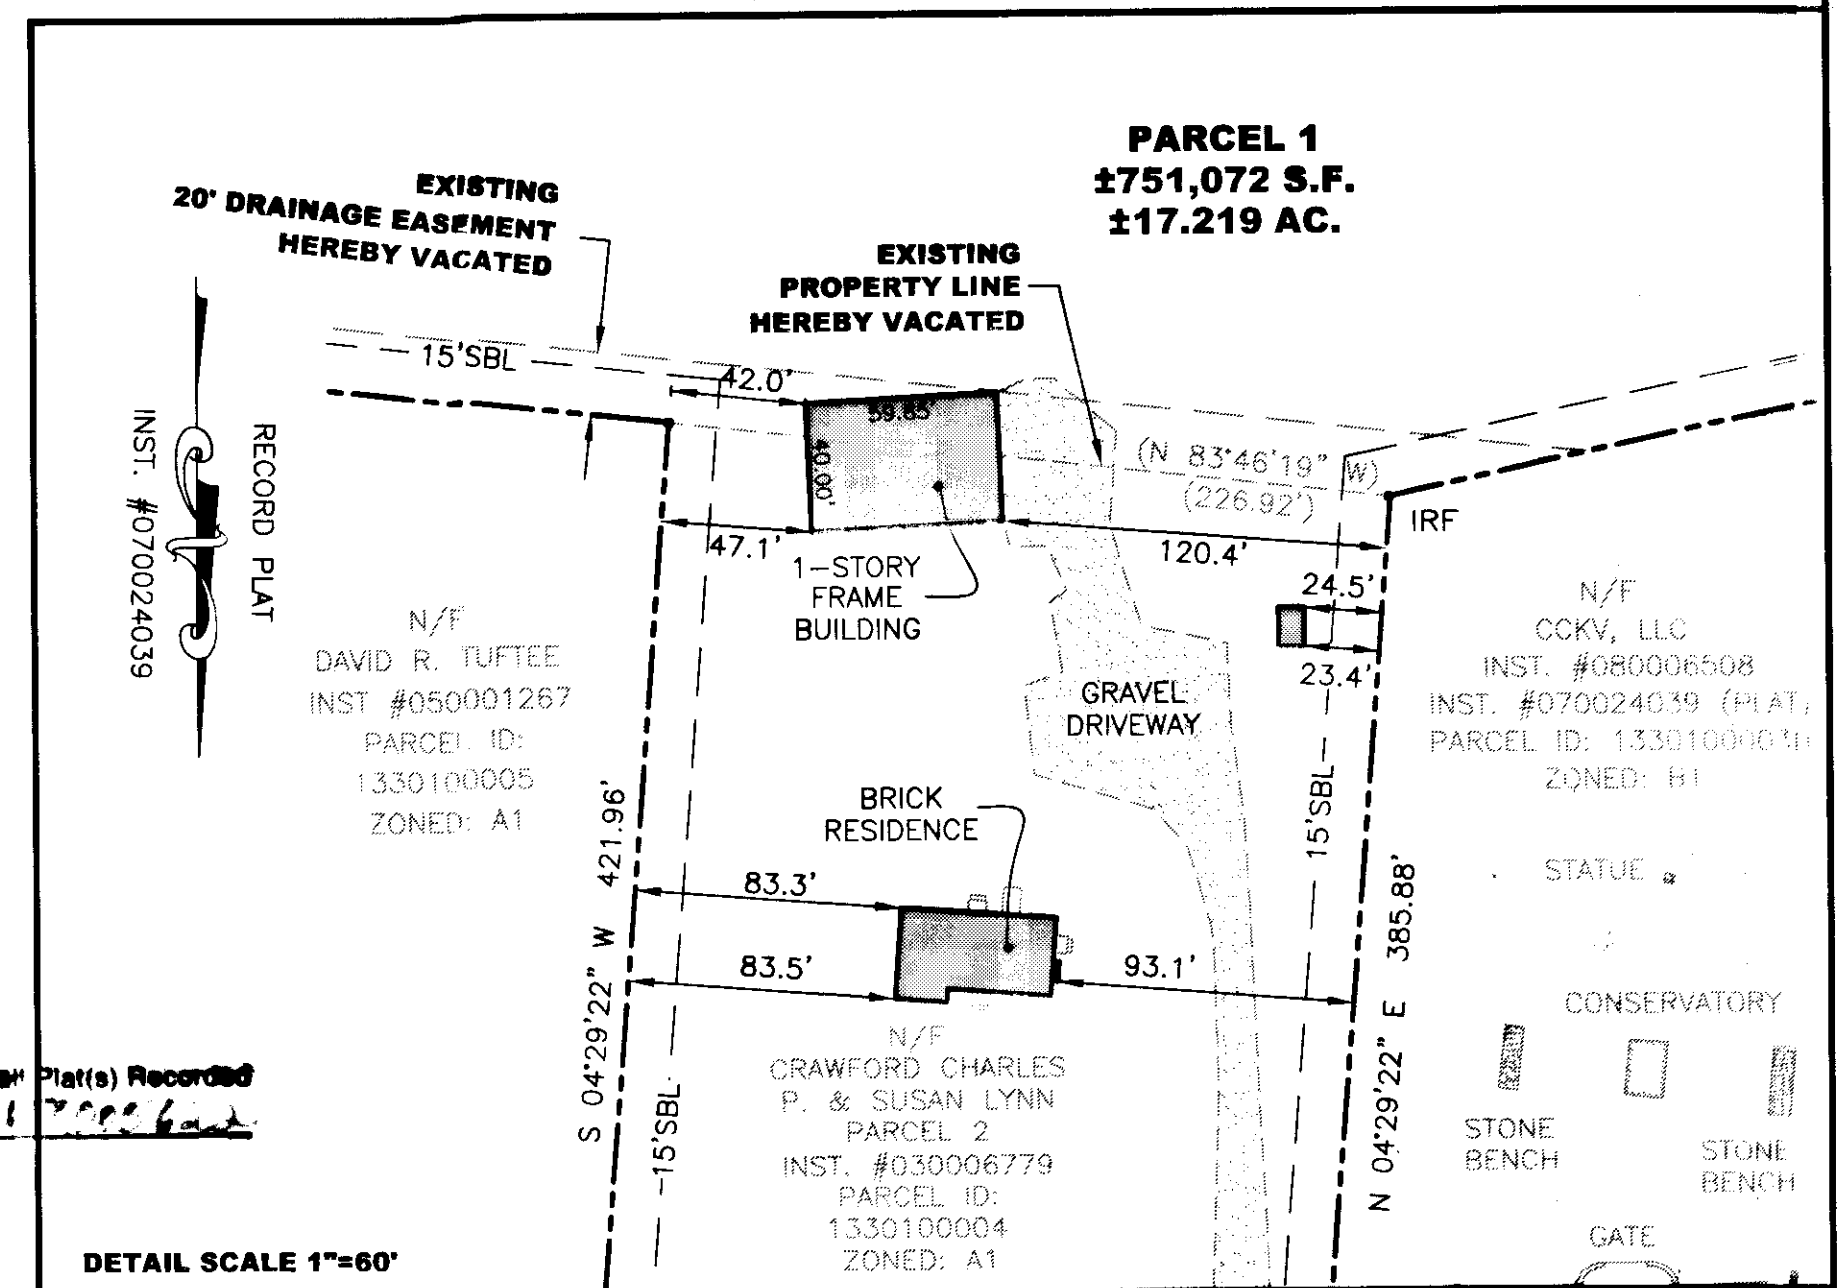 PARCEL 1
±751,072 S.F.
±17.219 AC.
EXISTING
20' DRAINAGE EASEMENT
HEREBY VACATED
EXISTING
PROPERTY LINE
HEREBY VACATED
15'SBL
42.0'
59.85'
40.00'
(N 83°46'19" W)
(226.92')
IRF
47.1'
120.4'
1-STORY
FRAME
BUILDING
24.5'
23.4'
RECORD PLAT
INST. #070024039
N/F
DAVID R. TUFTEE
INST #050001267
PARCEL ID:
1330100005
ZONED: A1
GRAVEL
DRIVEWAY
N/F
CCKV, LLC
INST. #080006508
INST. #070024039 (PLAT)
PARCEL ID:
ZONED: B1
BRICK
RESIDENCE
15'SBL
S 04°29'22" W 421.96'
83.3'
83.5'
93.1'
N 04°29'22" E 385.88'
STATUE
CONSERVATORY
STONE
BENCH
STONE
BENCH
GATE
N/F
CRAWFORD CHARLES
P. & SUSAN LYNN
PARCEL 2
INST. #030006779
PARCEL ID:
1330100004
ZONED: A1
15'SBL
Plat(s) Recorded
DETAIL SCALE 1"=60'